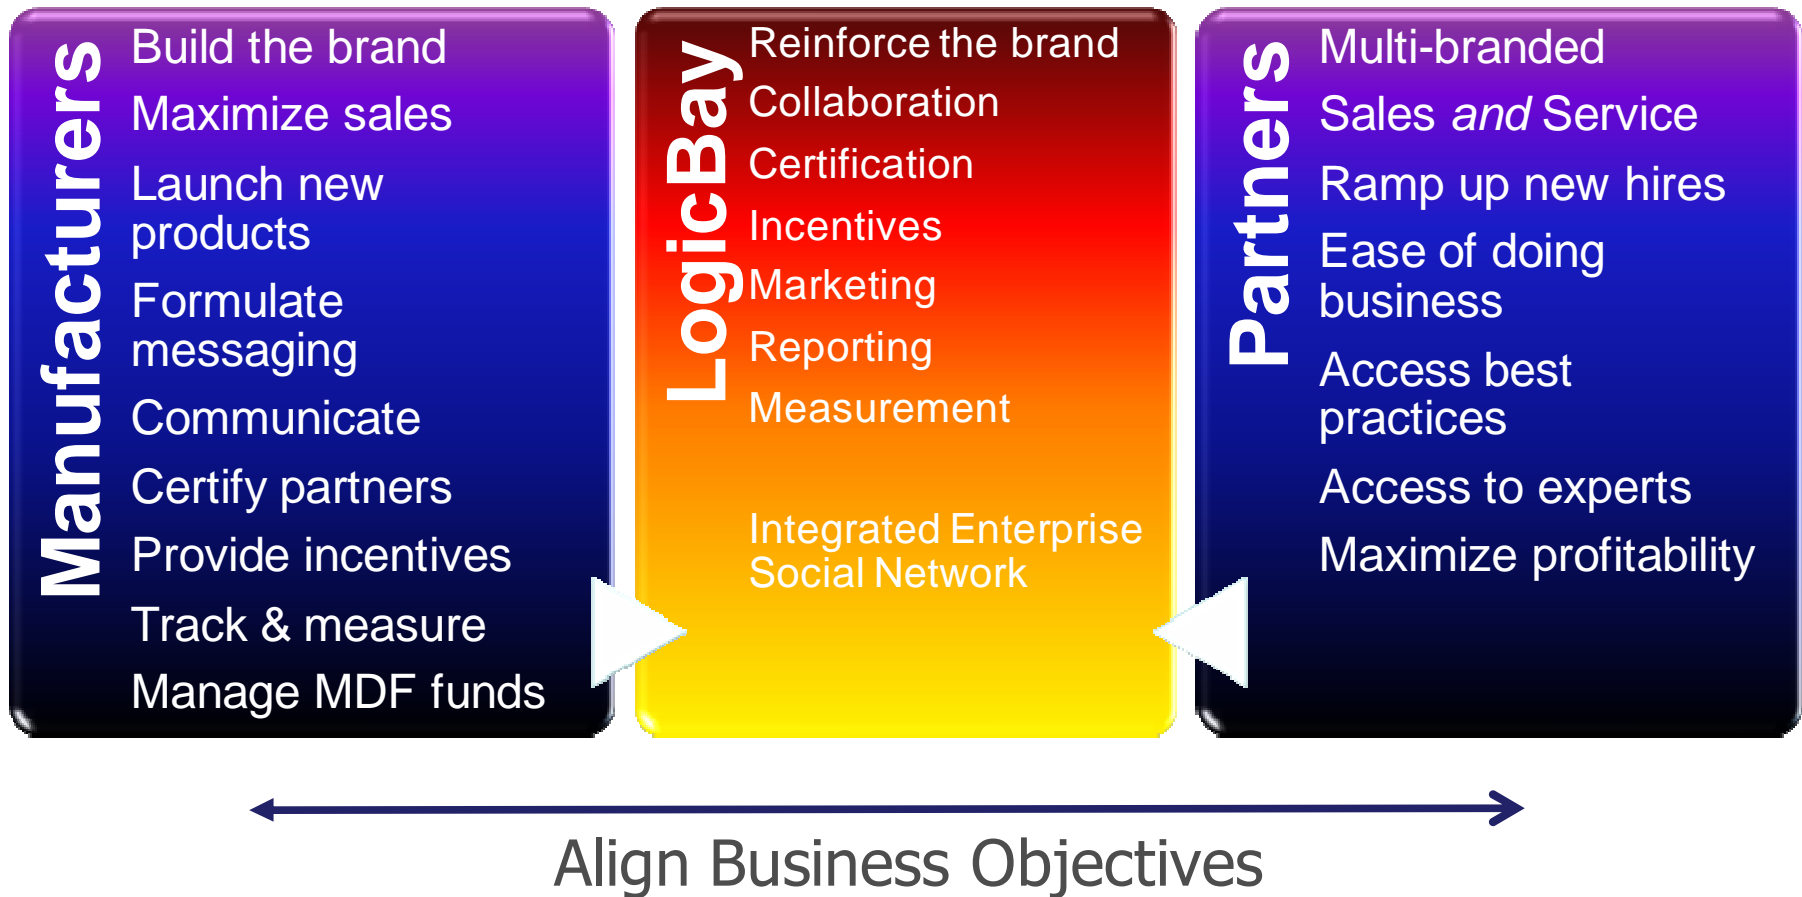 Manufacturers
Build the brand
Maximize sales
Launch new
products
Formulate
messaging
Communicate
Certify partners
Provide incentives
Track & measure
Manage MDF funds
LogicBay
Reinforce the brand
Collaboration
Certification
Incentives
Marketing
Reporting
Measurement
Integrated Enterprise
Social Network
Partners
Multi-branded
Sales and Service
Ramp up new hires
Ease of doing
business
Access best
practices
Access to experts
Maximize profitability
Align Business Objectives